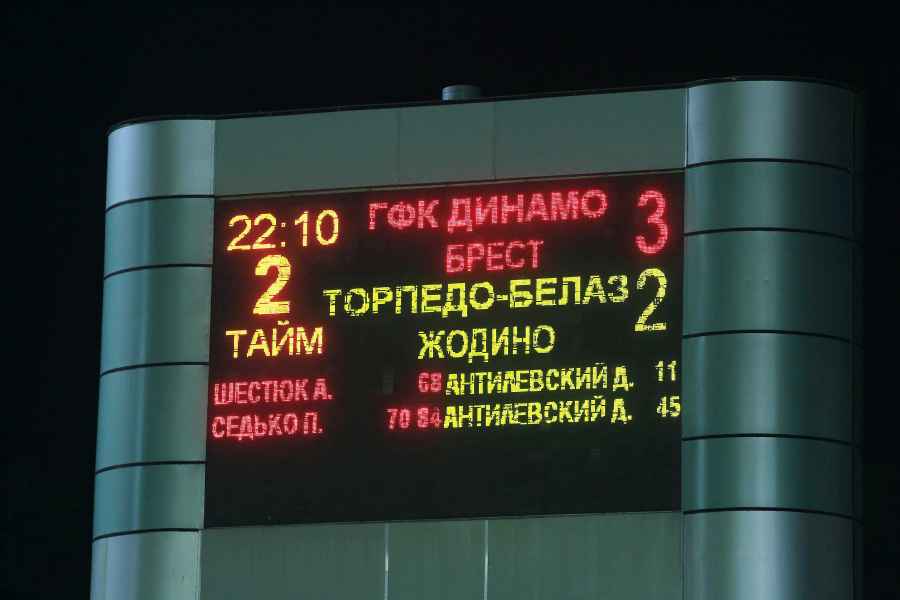 22:10 ГФК ДИНАМО 3
БРЕСТ
2 ТОРПЕДО-БЕЛАЗ 2
ТАЙМ ЖОДИНО
ШЕСТЮК А. 68 АНТИЛЕВСКИЙ Д. 11
СЕДЬКО П. 70 84 АНТИЛЕВСКИЙ Д. 45